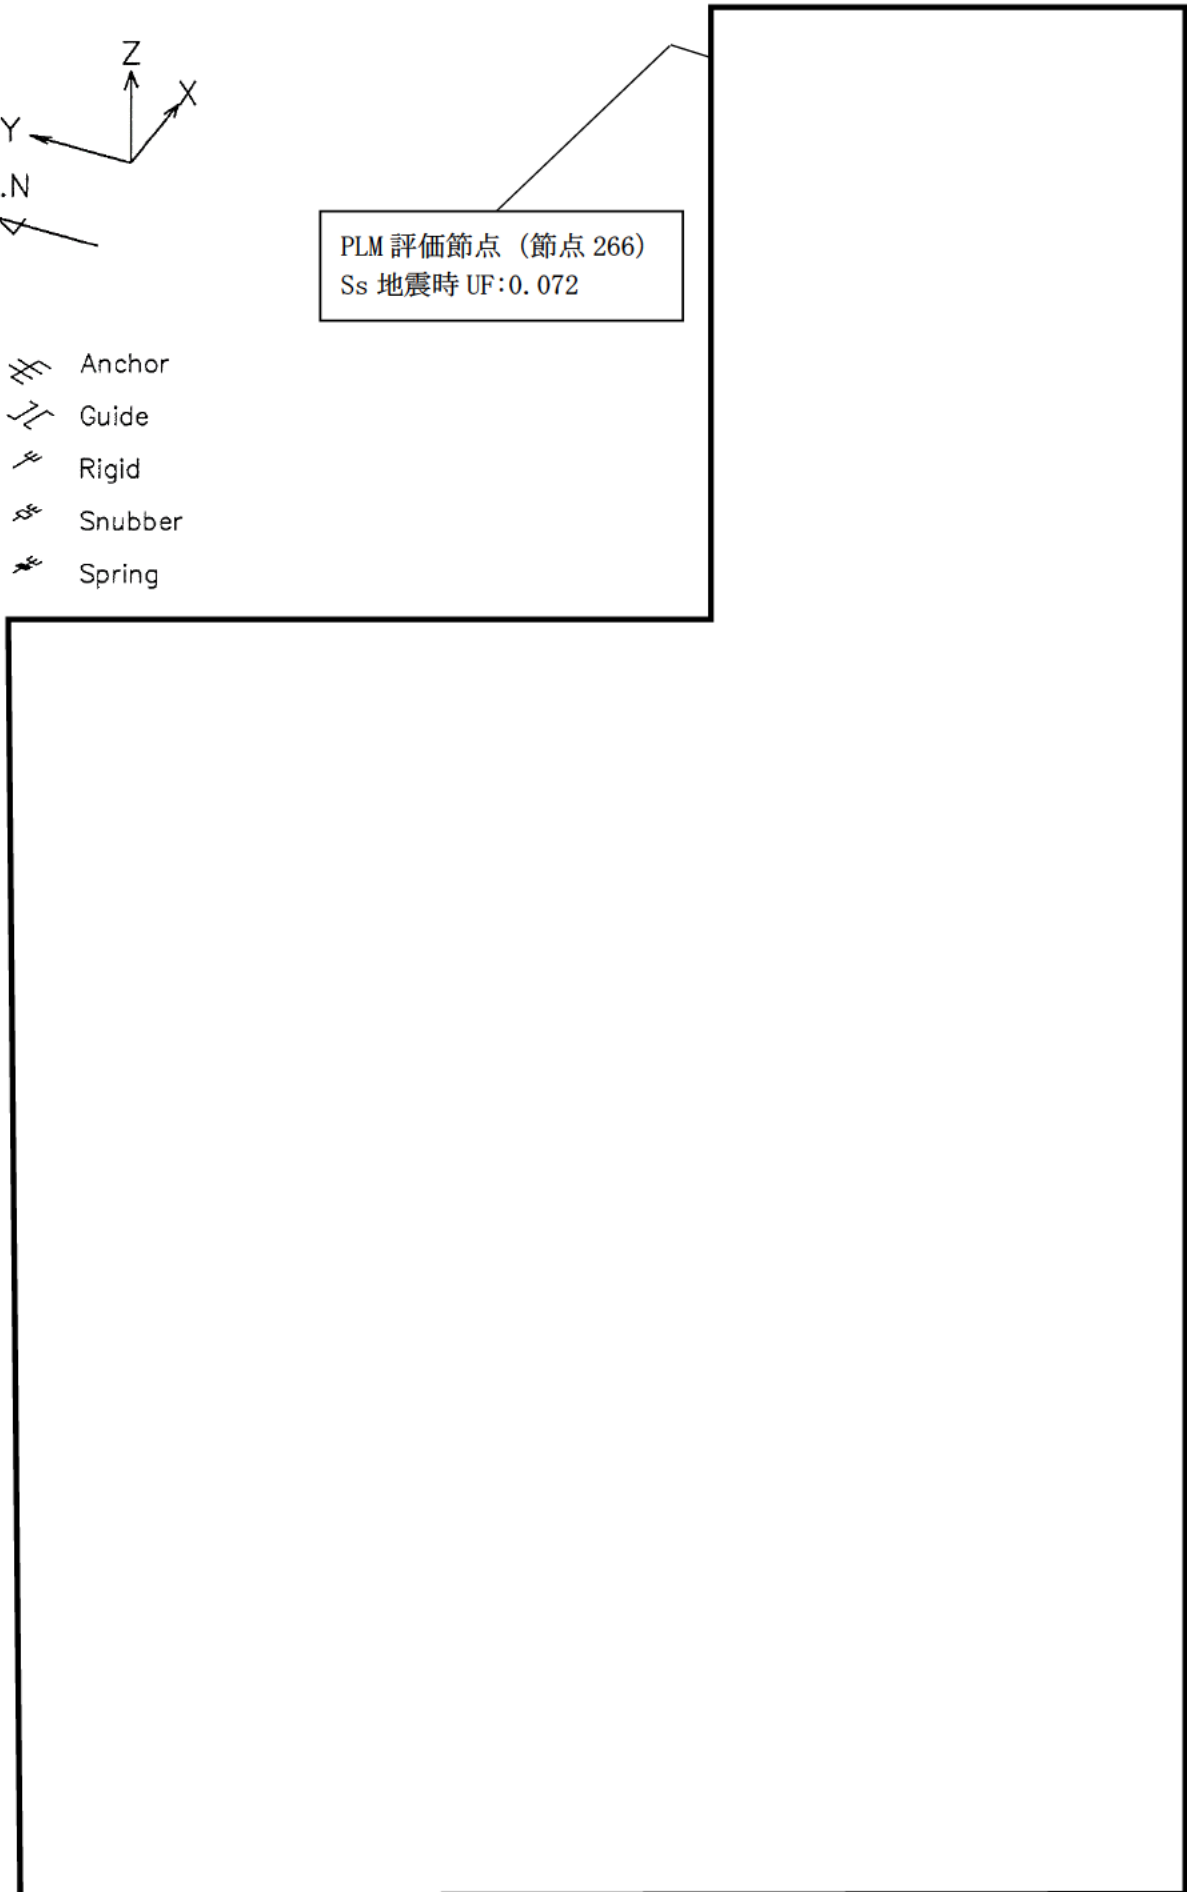 Z
X
Y
.N
PLM 評価節点（節点 266）
Ss 地震時 UF:0.072
Anchor
Guide
Rigid
Snubber
Spring